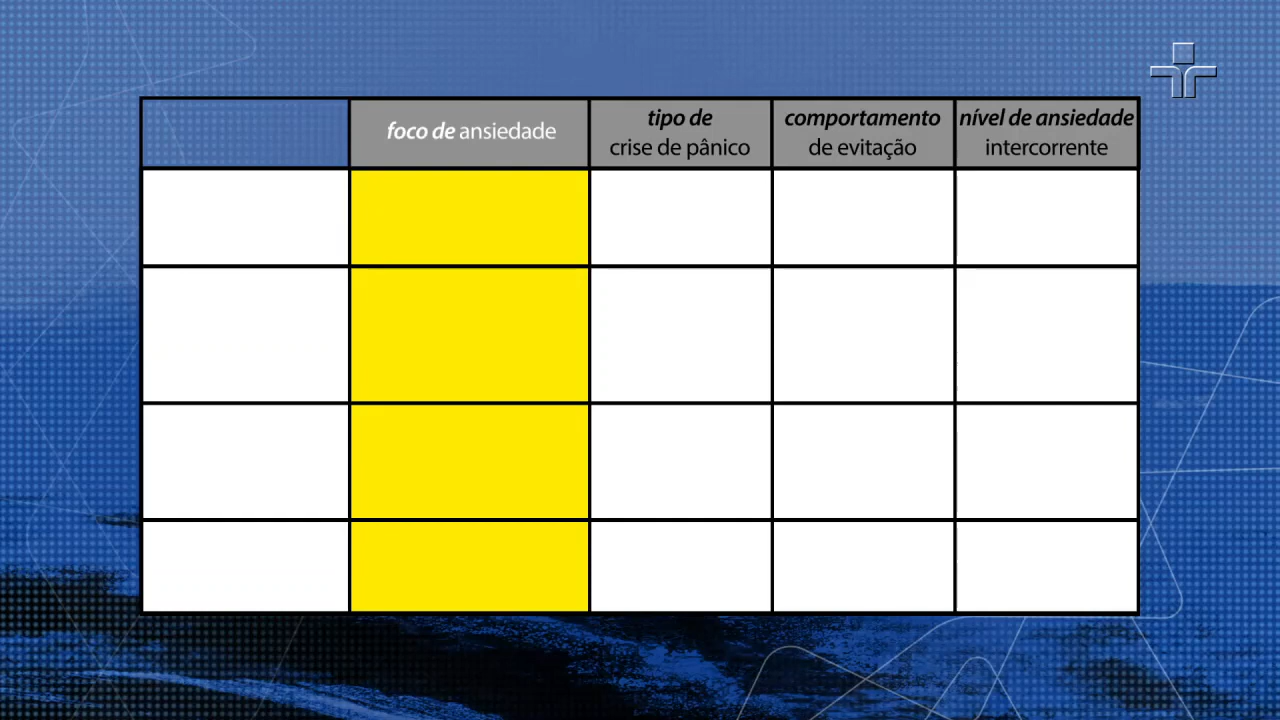 foco de ansiedade
tipo de
crise de pânico
comportamento
de evitação
nível de ansiedade
intercorrente